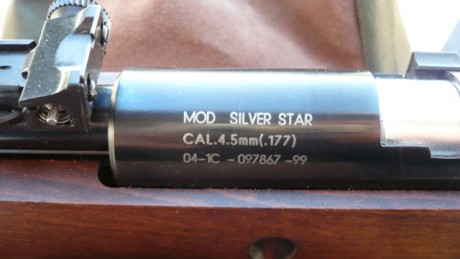 MOD SILVER STAR
CAL.4.5mm(.177)
04-1C -097867 -99